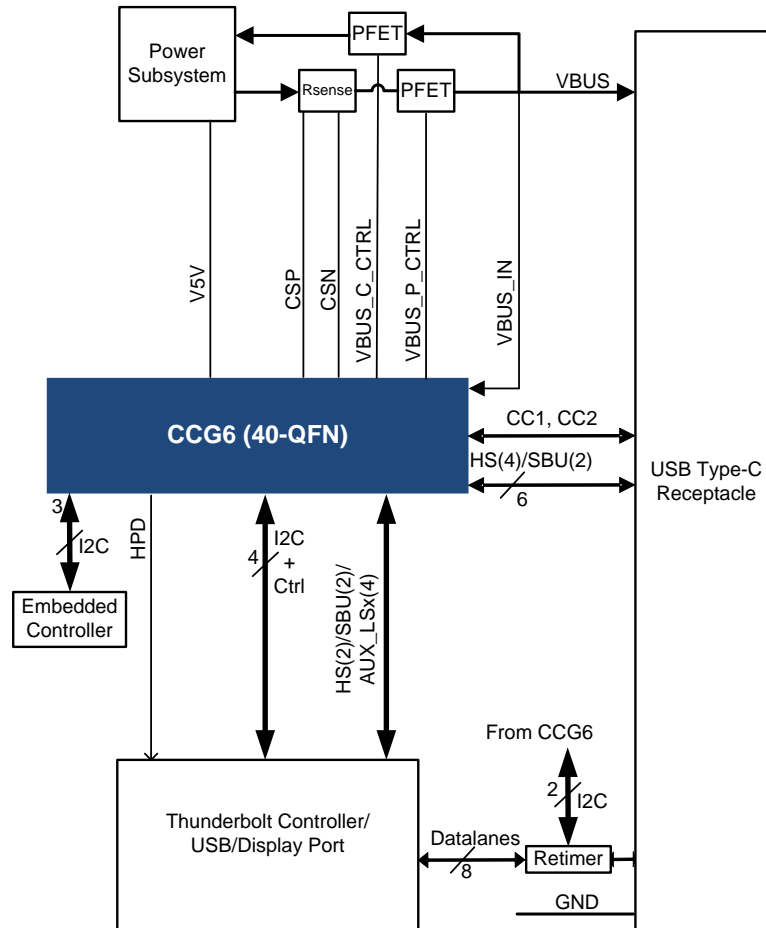 PFET
Power
Subsystem
Rsense
PFET
VBUS
V5V
CSP
CSN
VBUS_C_CTRL
VBUS_P_CTRL
VBUS_IN
CCG6 (40-QFN)
CC1, CC2
HS(4)/SBU(2)
6
USB Type-C
Receptacle
3
I2C
HPD
4
I2C
+
Ctrl
HS(2)/SBU(2)/
AUX_LSx(4)
Embedded
Controller
From CCG6
2
I2C
Thunderbolt Controller/
USB/Display Port
Datalanes
8
Retimer
GND